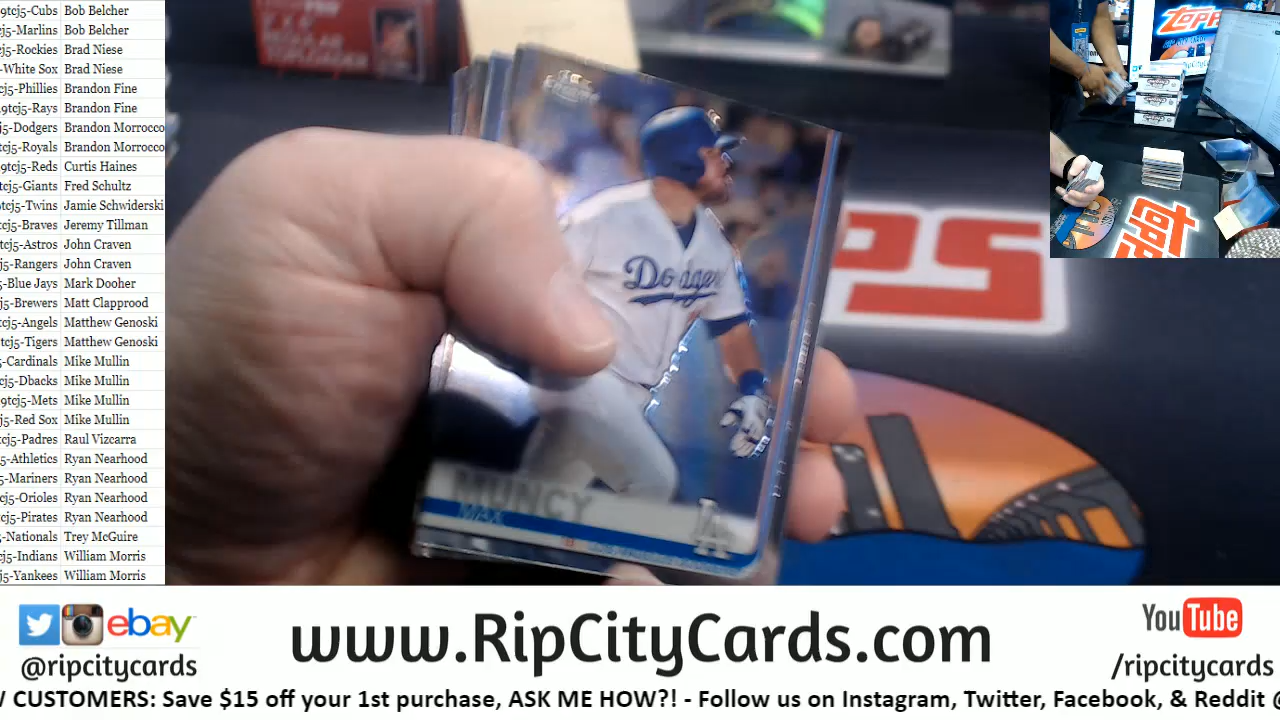 9tcj5-Cubs Bob Belcher
cj5-Marlins Bob Belcher
cj5-Rockies Brad Niese
-White Sox Brad Niese
cj5-Phillies Brandon Fine
9tcj5-Rays Brandon Fine
j5-Dodgers Brandon Morrocco
tcj5-Royals Brandon Morrocco
9tcj5-Reds Curtis Haines
tcj5-Giants Fred Schultz
tcj5-Twins Jamie Schwiderski
cj5-Braves Jeremy Tillman
tcj5-Astros John Craven
cj5-Rangers John Craven
5-Blue Jays Mark Dooher
j5-Brewers Matt Clapprood
tcj5-Angels Matthew Genoski
tcj5-Tigers Matthew Genoski
5-Cardinals Mike Mullin
cj5-Dbacks Mike Mullin
9tcj5-Mets Mike Mullin
j5-Red Sox Mike Mullin
cj5-Padres Raul Vizcarra
5-Athletics Ryan Nearhood
-Mariners Ryan Nearhood
cj5-Orioles Ryan Nearhood
cj5-Pirates Ryan Nearhood
-Nationals Trey McGuire
cj5-Indians William Morris
j5-Yankees William Morris
Dodgers
MUNCY
MAX
LA
PS
TOPPS
TOPPS
ebay
@ripcitycards
www.RipCityCards.com
YouTube
/ripcitycards
W CUSTOMERS: Save $15 off your 1st purchase, ASK ME HOW?! - Follow us on Instagram, Twitter, Facebook, & Reddit @